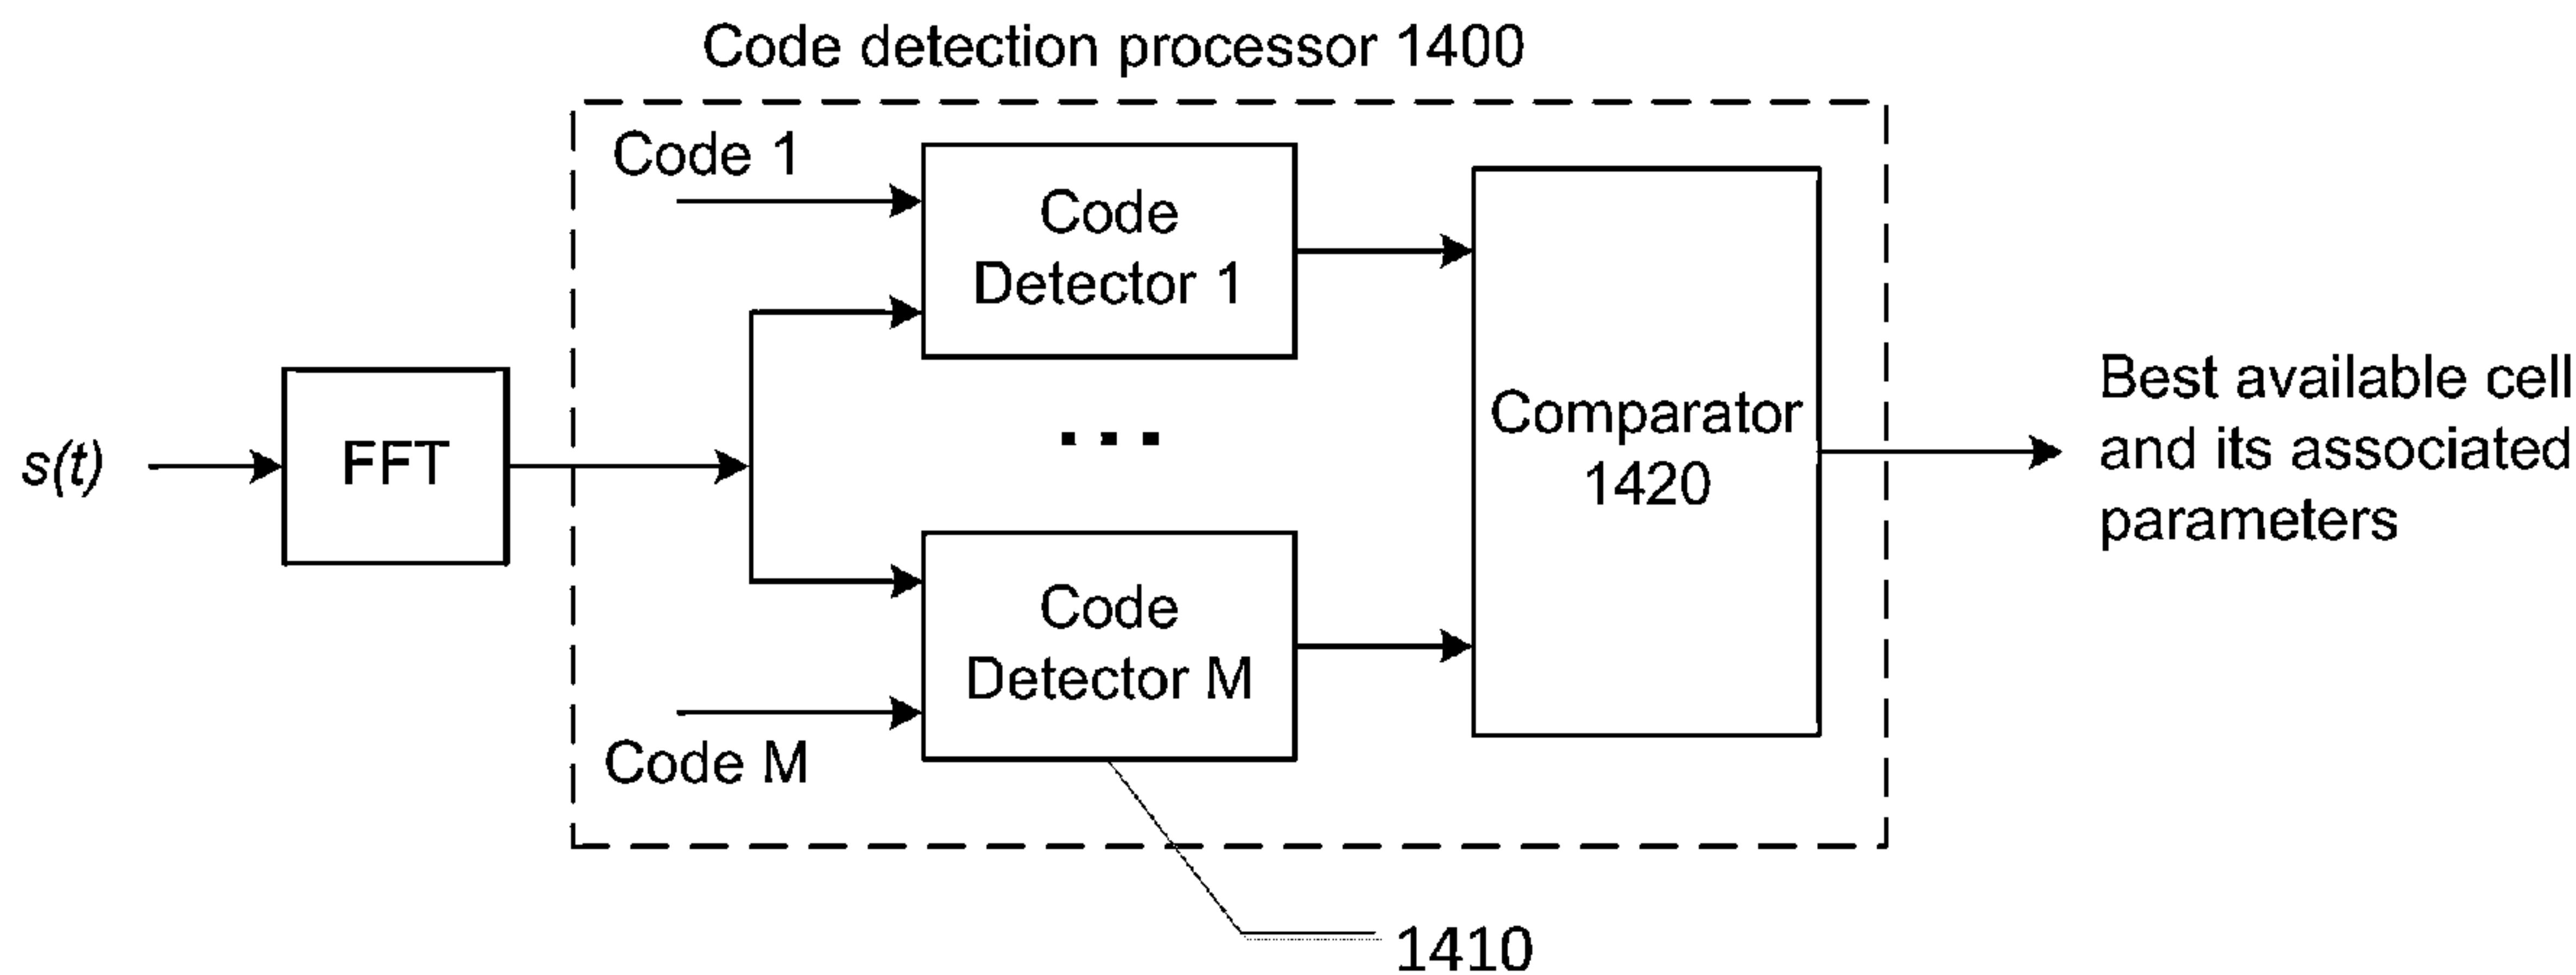 Code detection processor 1400
Code 1
Code
Detector 1
s(t)
FFT
...
Comparator
1420
Best available cell
and its associated
parameters
Code
Detector M
Code M
1410